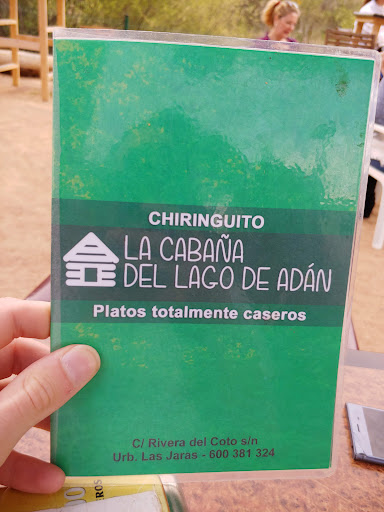 CHIRINGUITO
LA CABAÑA
DEL LAGO DE ADÁN
Platos totalmente caseros
C/ Rivera del Coto s/n
Urb. Las Jaras - 600 381 324